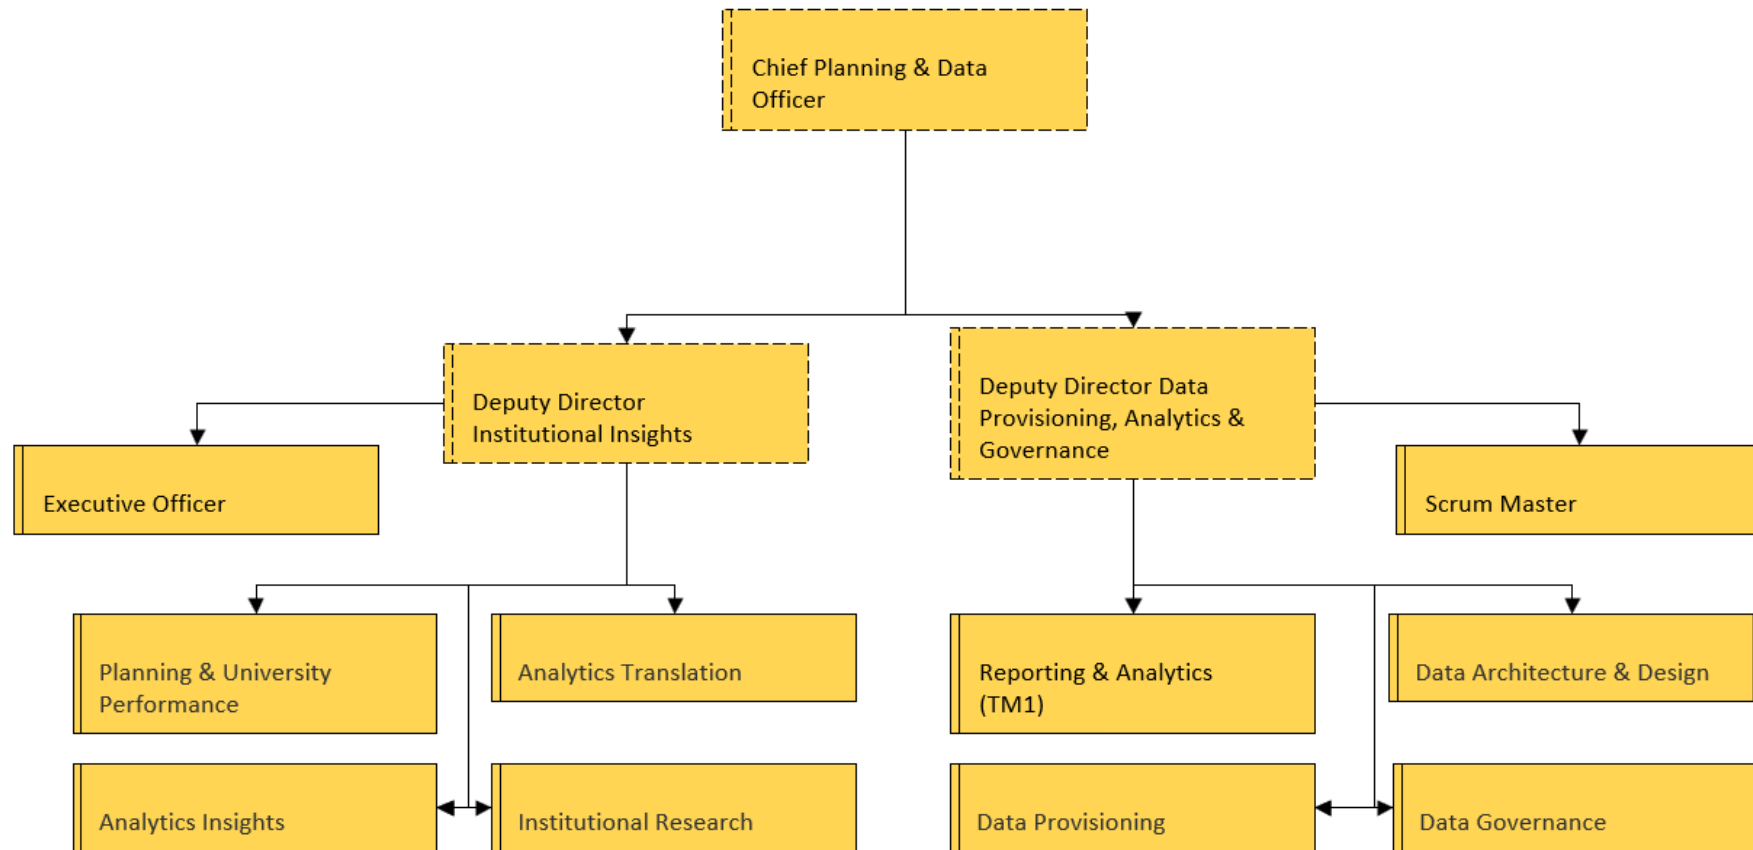 Chief Planning & Data
Officer
Deputy Director
Institutional Insights
Deputy Director Data
Provisioning, Analytics &
Governance
Executive Officer
Scrum Master
Planning & University
Performance
Analytics Translation
Reporting & Analytics
(TM1)
Data Architecture & Design
Analytics Insights
Institutional Research
Data Provisioning
Data Governance